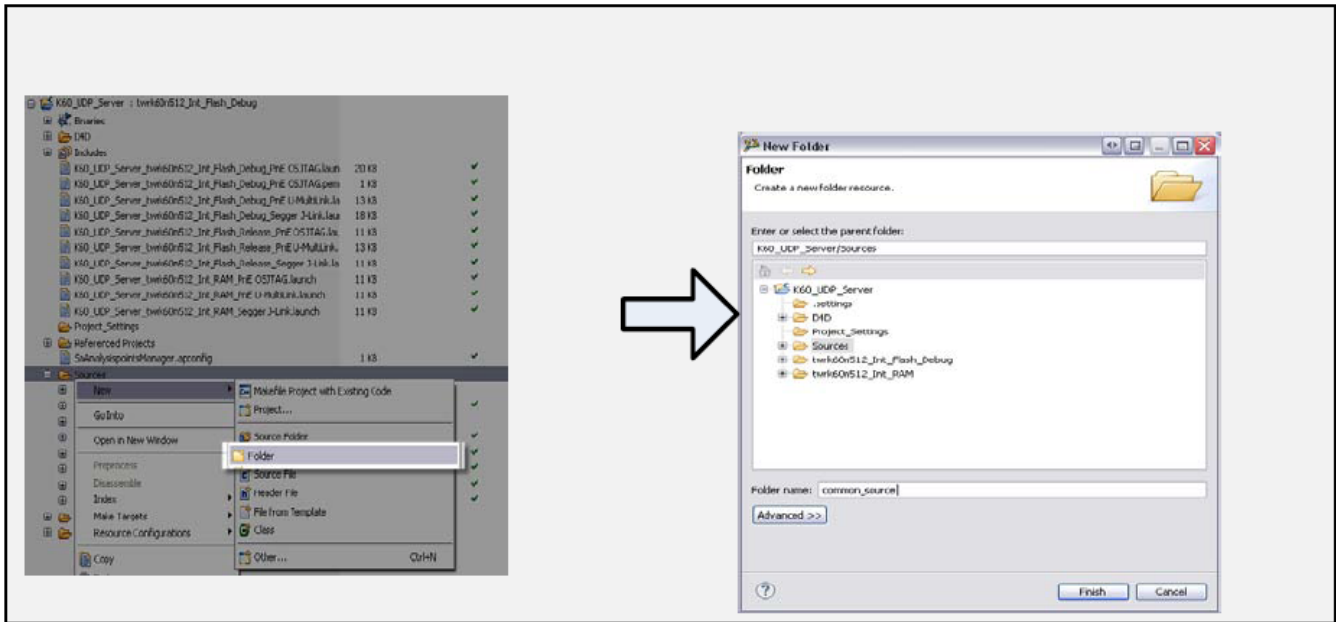 K60_UDP_Server : twrk60n512_Int_Flash_Debug
Binaries
D4D
Includes
K60_UDP_Server_twrk60n512_Int_Flash_Debug_PnE OSJTAG.laun 20 KB
K60_UDP_Server_twrk60n512_Int_Flash_Debug_PnE OSJTAG.pem 1 KB
K60_UDP_Server_twrk60n512_Int_Flash_Debug_PnE U-MultiLink.la 13 KB
K60_UDP_Server_twrk60n512_Int_Flash_Debug_Segger J-Link.lau 18 KB
K60_UDP_Server_twrk60n512_Int_Flash_Release_PnE OSJTAG.lau 11 KB
K60_UDP_Server_twrk60n512_Int_Flash_Release_PnE U-MultiLink. 13 KB
K60_UDP_Server_twrk60n512_Int_Flash_Release_Segger J-Link.la 11 KB
K60_UDP_Server_twrk60n512_Int_RAM_PnE OSJTAG.launch 11 KB
K60_UDP_Server_twrk60n512_Int_RAM_PnE U-MultiLink.launch 11 KB
K60_UDP_Server_twrk60n512_Int_RAM_Segger J-Link.launch 11 KB
Project_Settings
Referenced Projects
SaAnalysispointsManager.apconfig 1 KB
Sources
New
Go Into
Open in New Window
Preprocess
Disassemble
Index
Make Targets
Resource Configurations
Copy
Makefile Project with Existing Code
Project...
Source Folder
Folder
Source File
Header File
File from Template
Class
Other... Ctrl+N
New Folder
Folder
Create a new folder resource.
Enter or select the parent folder:
K60_UDP_Server/Sources
K60_UDP_Server
.settings
D4D
Project_Settings
Sources
twrk60n512_Int_Flash_Debug
twrk60n512_Int_RAM
Folder name: common_source
Advanced >>
Finish Cancel